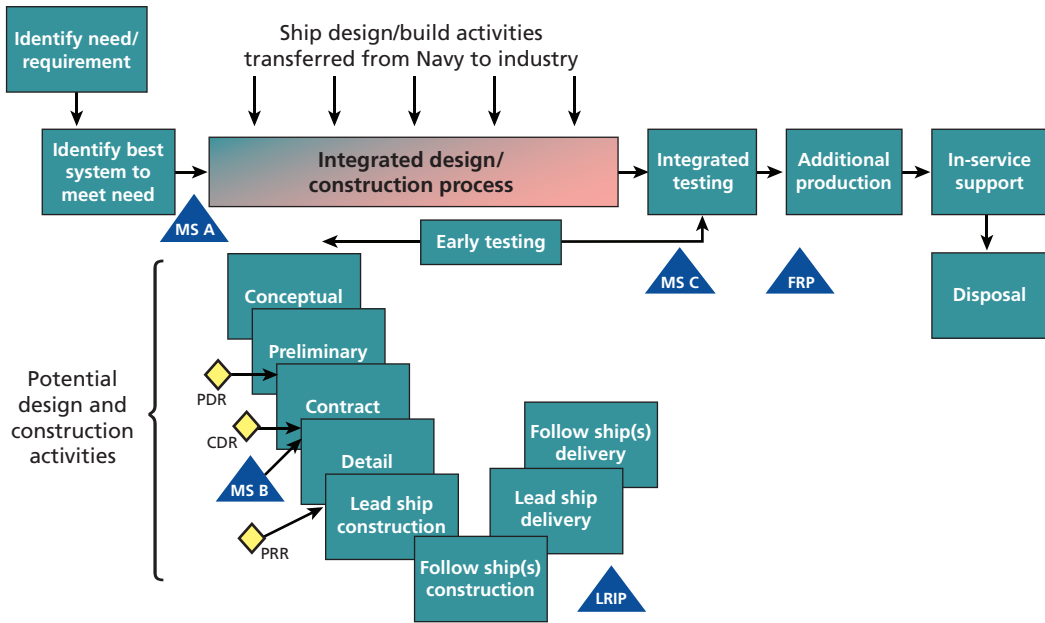 Identify need/
requirement
Ship design/build activities
transferred from Navy to industry
Identify best
system to
meet need
Integrated design/
construction process
Integrated
testing
Additional
production
In-service
support
MS A
Early testing
MS C
FRP
Disposal
Potential
design and
construction
activities
Conceptual
Preliminary
PDR
Contract
CDR
Detail
MS B
Lead ship
construction
PRR
Follow ship(s)
construction
Follow ship(s)
delivery
Lead ship
delivery
LRIP